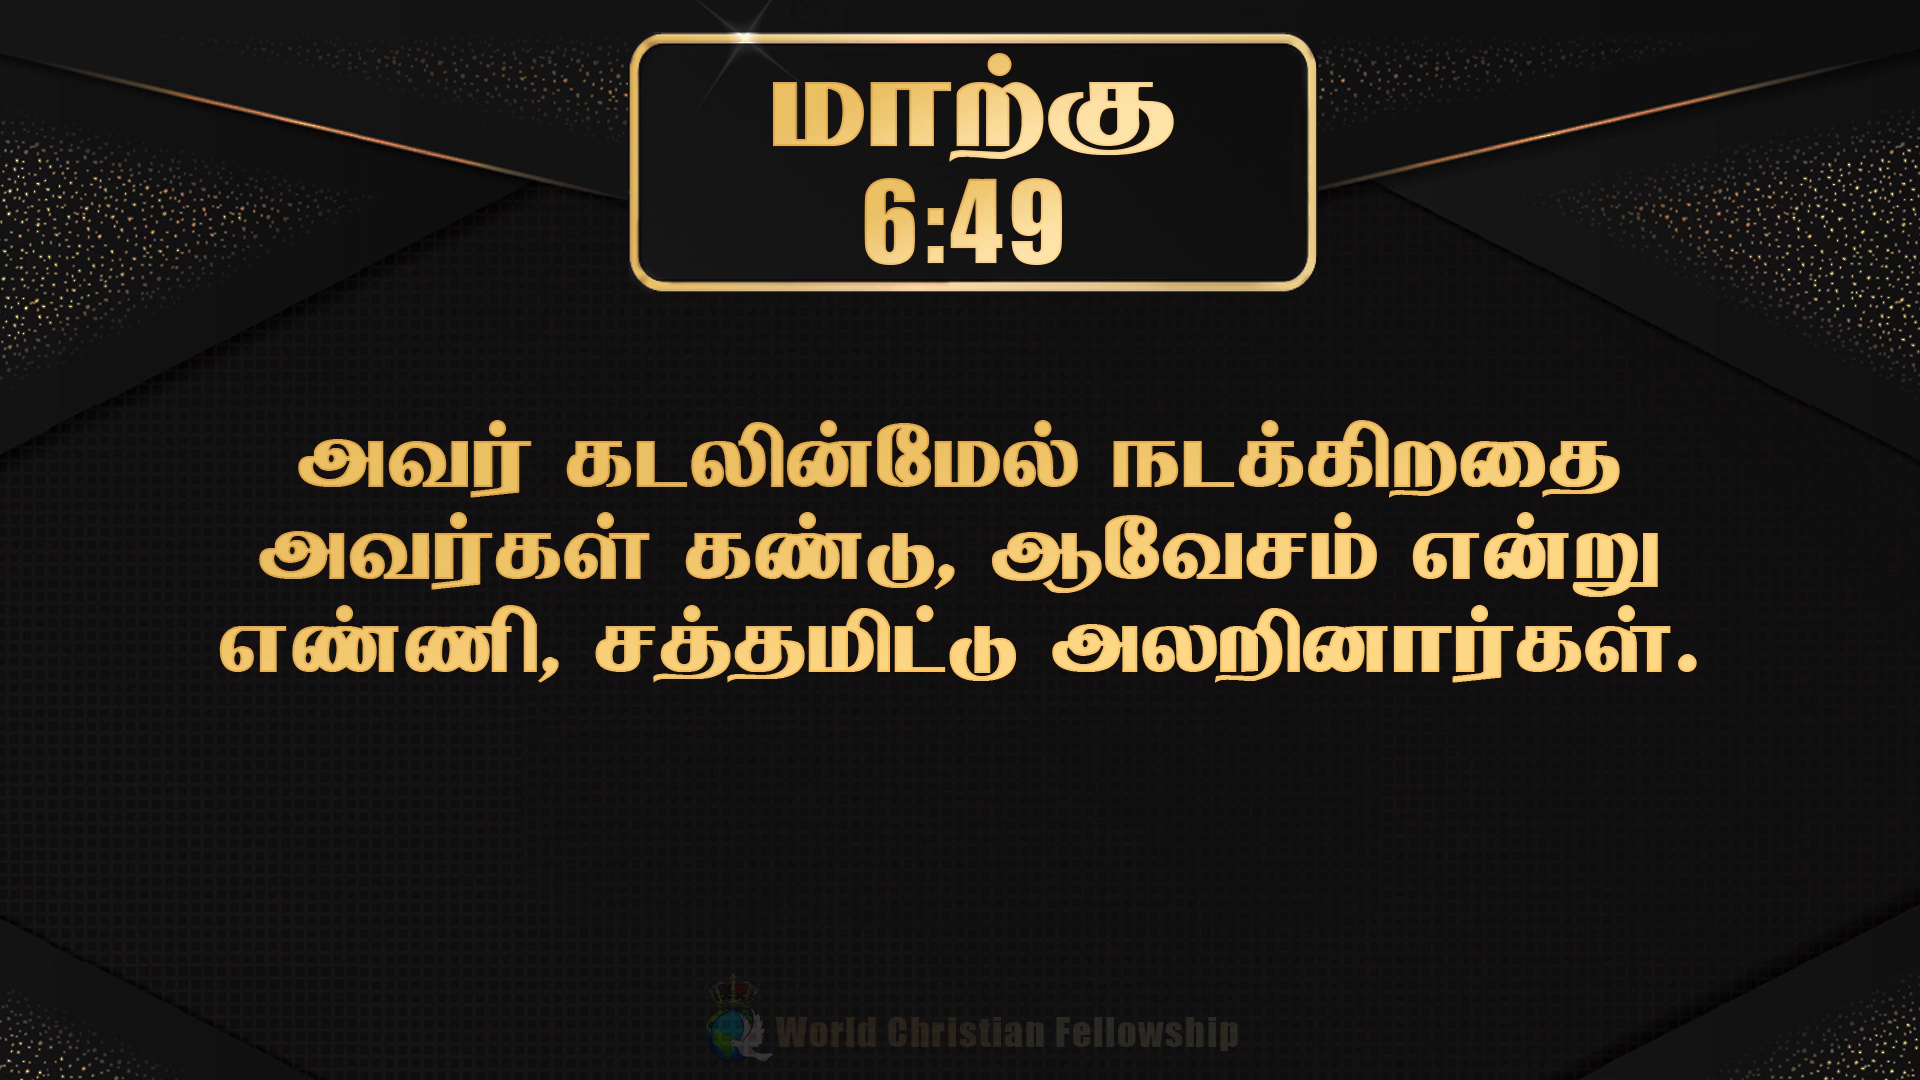 மாற்கு
6:49
அவர் கடலின்மேல் நடக்கிறதை
அவர்கள் கண்டு, ஆவேசம் என்று
எண்ணி, சத்தமிட்டு அலறினார்கள்.
World Christian Fellowship